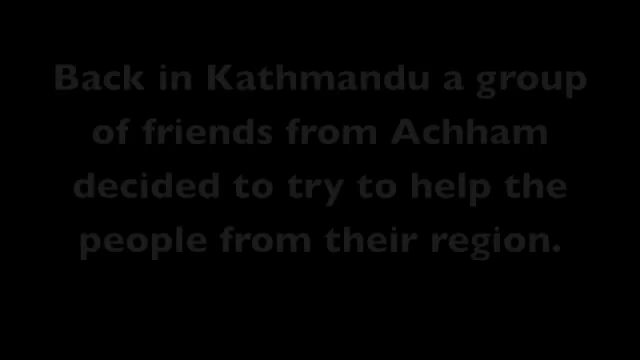 Back in Kathmandu a group
of friends from Achham
decided to try to help the
people from their region.